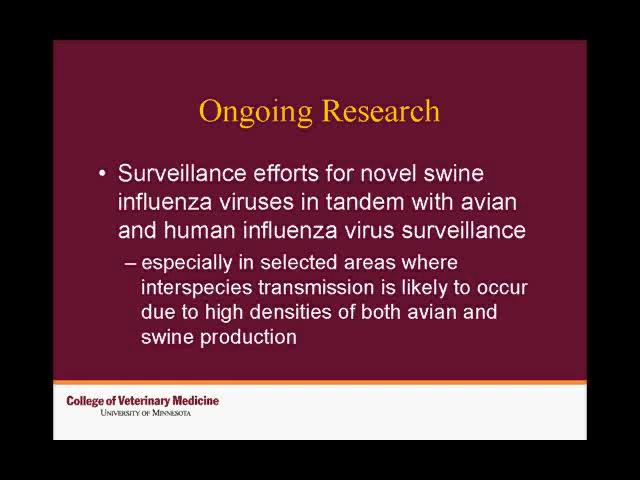 Ongoing Research
• Surveillance efforts for novel swine
influenza viruses in tandem with avian
and human influenza virus surveillance
– especially in selected areas where
interspecies transmission is likely to occur
due to high densities of both avian and
swine production
College of Veterinary Medicine
University of Minnesota